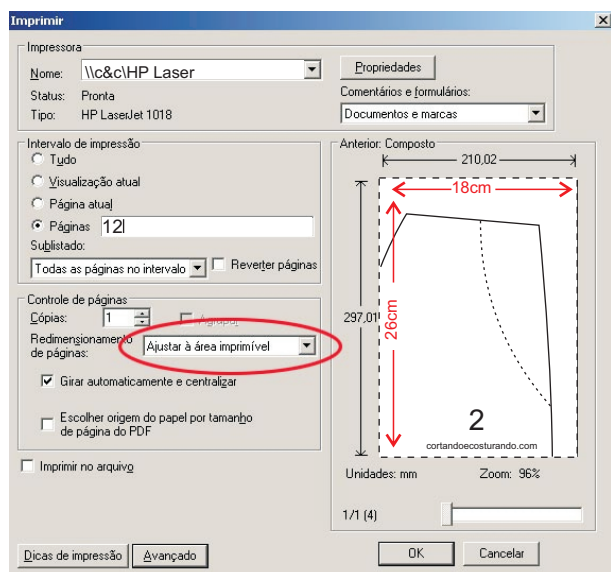 Imprimir
Impressora
Nome: \\c&c\HP Laser
Propriedades
Status: Pronta
Comentários e formulários:
Tipo: HP LaserJet 1018
Documentos e marcas
Intervalo de impressão
Tudo
Visualização atual
Página atual
Páginas 12
Sublistado:
Todas as páginas no intervalo
Reverter páginas
Controle de páginas
Cópias: 1
Agrupar
Redimensionamento
de páginas:
Ajustar à área imprimível
Girar automaticamente e centralizar
Escolher origem do papel por tamanho
de página do PDF
Imprimir no arquivo
Anterior: Composto
210,02
18cm
297,01
26cm
2
cortandoecosturando.com
Unidades: mm
Zoom: 96%
1/1 (4)
Dicas de impressão
Avançado
OK
Cancelar